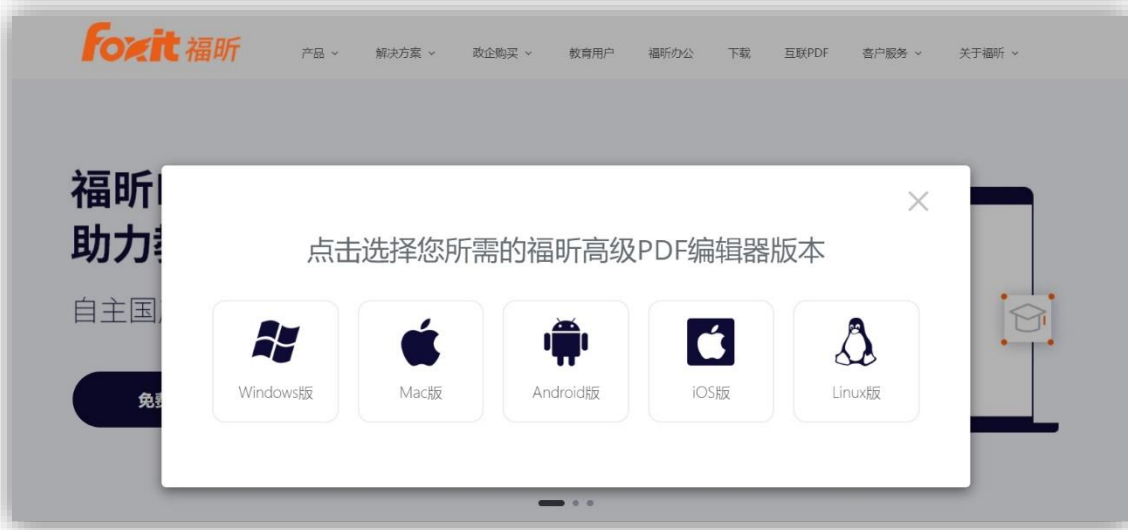 Foxit 福昕 产品 解决方案 政企购买 教育用户 福昕办公 下载 互联PDF 客户服务 关于福昕
福昕
助力
自主国
免
点击选择您所需的福昕高级PDF编辑器版本
Windows版 Mac版 Android版 iOS版 Linux版